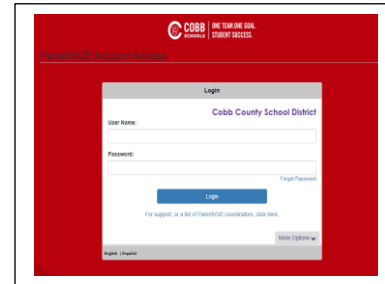 COBB
SCHOOLS
ONE TEAM.ONE GOAL.
STUDENT SUCCESS.
ParentVUE Account Access
Login
Cobb County School District
User Name:
Password:
Forgot Password
Login
For support, or a list of ParentVUE coordinators, click here.
More Options
English | Español